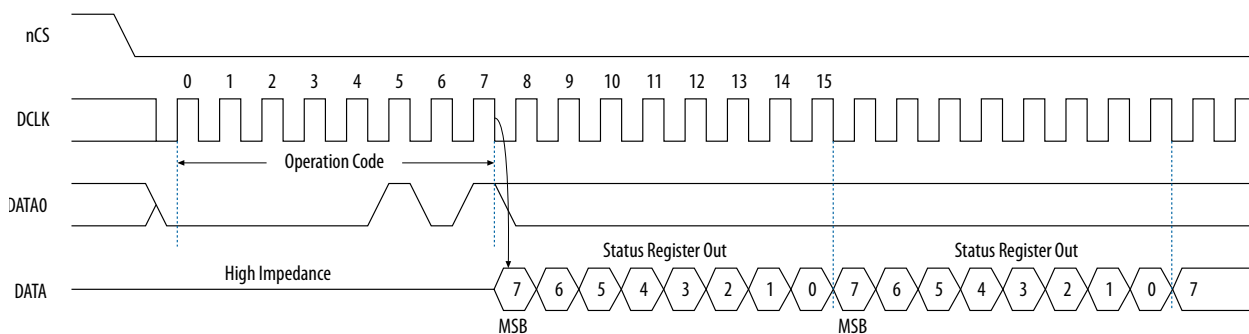 nCS
0 1 2 3 4 5 6 7 8 9 10 11 12 13 14 15
DCLK
Operation Code
DATA0
Status Register Out Status Register Out
High Impedance
DATA 7 6 5 4 3 2 1 0 7 6 5 4 3 2 1 0 7
MSB MSB